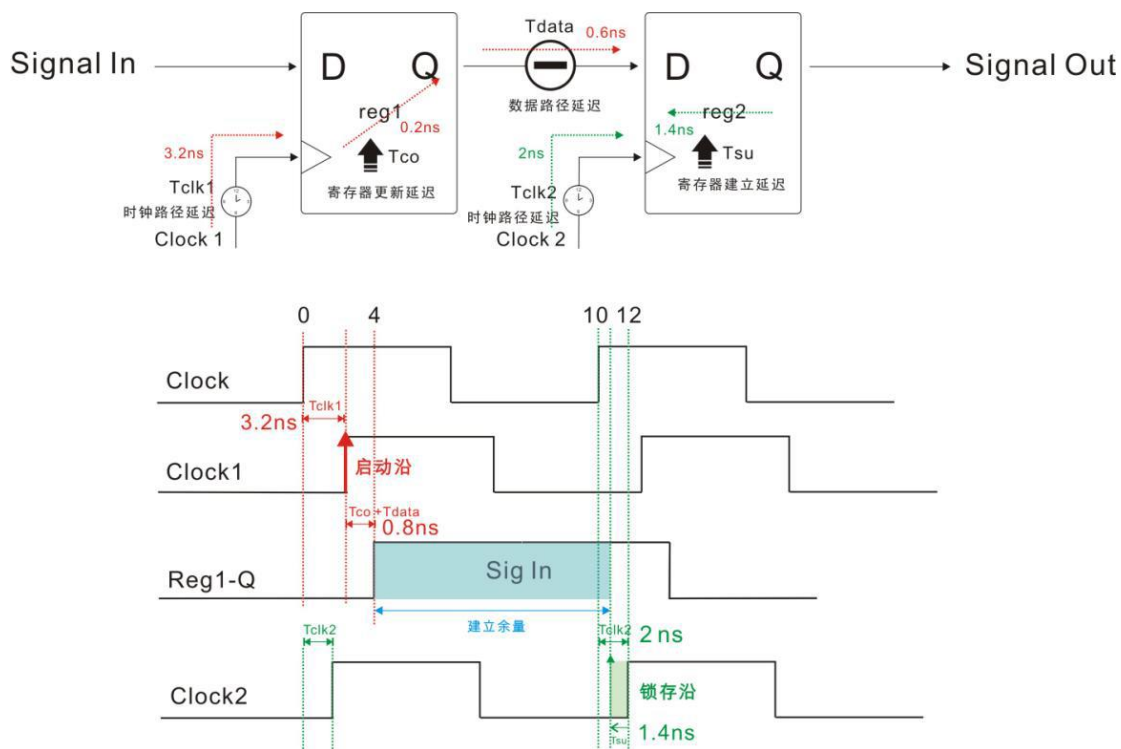 Tdata
0.6ns
Signal In
D Q
D Q
Signal Out
数据路径延迟
reg1
0.2ns
reg2
1.4ns
3.2ns
2ns
Tco
Tsu
Tclk1
时钟路径延迟
寄存器更新延迟
Tclk2
时钟路径延迟
寄存器建立延迟
Clock 1
Clock 2
0 4 10 12
Clock
Tclk1
3.2ns
Clock1
启动沿
Tco +Tdata
0.8ns
Reg1-Q
Sig In
建立余量
Tclk2
Tclk2
2 ns
Clock2
锁存沿
Tsu
1.4ns